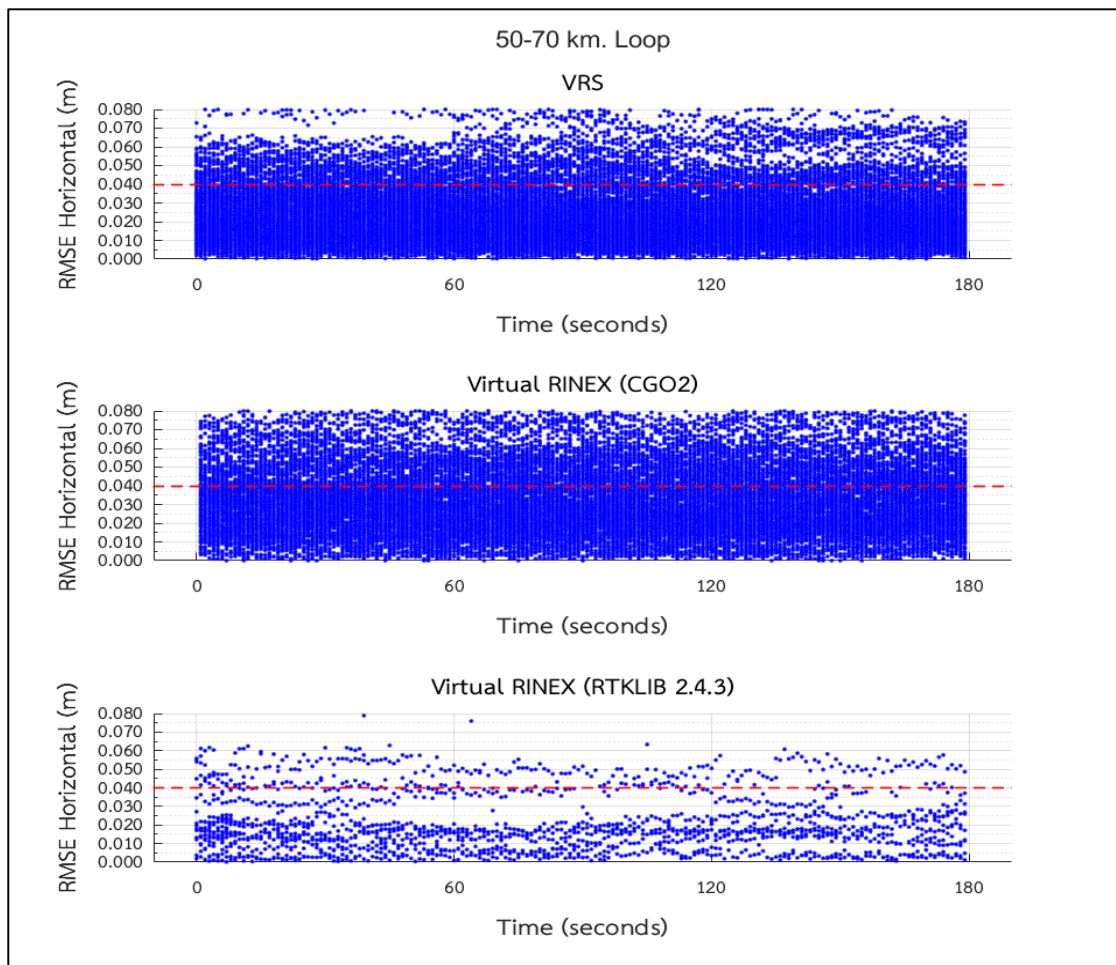 50-70 km. Loop
VRS
RMSE Horizontal (m)
0.080
0.070
0.060
0.050
0.040
0.030
0.020
0.010
0.000
0 60 120 180
Time (seconds)
Virtual RINEX (CGO2)
RMSE Horizontal (m)
0.080
0.070
0.060
0.050
0.040
0.030
0.020
0.010
0.000
0 60 120 180
Time (seconds)
Virtual RINEX (RTKLIB 2.4.3)
RMSE Horizontal (m)
0.080
0.070
0.060
0.050
0.040
0.030
0.020
0.010
0.000
0 60 120 180
Time (seconds)